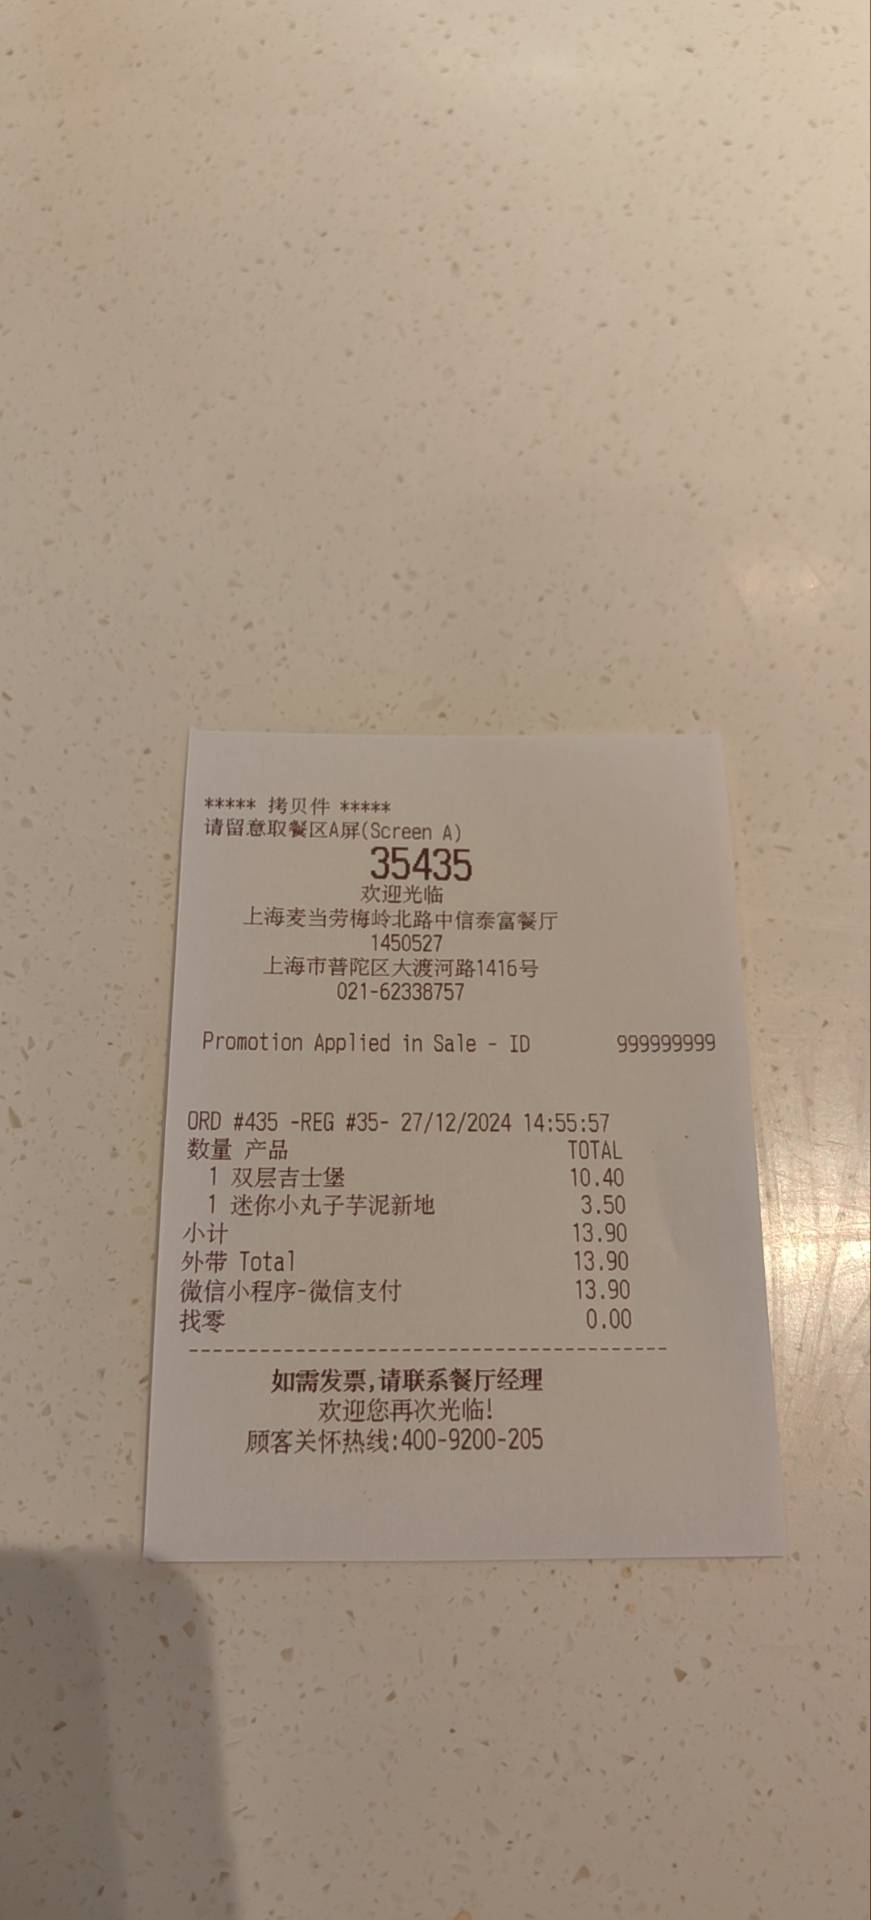 ***** 拷贝件 *****
请留意取餐区A屏(Screen A)
35435
欢迎光临
上海麦当劳梅岭北路中信泰富餐厅
1450527
上海市普陀区大渡河路1416号
021-62338757
Promotion Applied in Sale - ID 999999999
ORD #435 -REG #35- 27/12/2024 14:55:57
数量 产品 TOTAL
1 双层吉士堡 10.40
1 迷你小丸子芋泥新地 3.50
小计 13.90
外带 Total 13.90
微信小程序-微信支付 13.90
找零 0.00
------------------------------------------
如需发票,请联系餐厅经理
欢迎您再次光临!
顾客关怀热线:400-9200-205